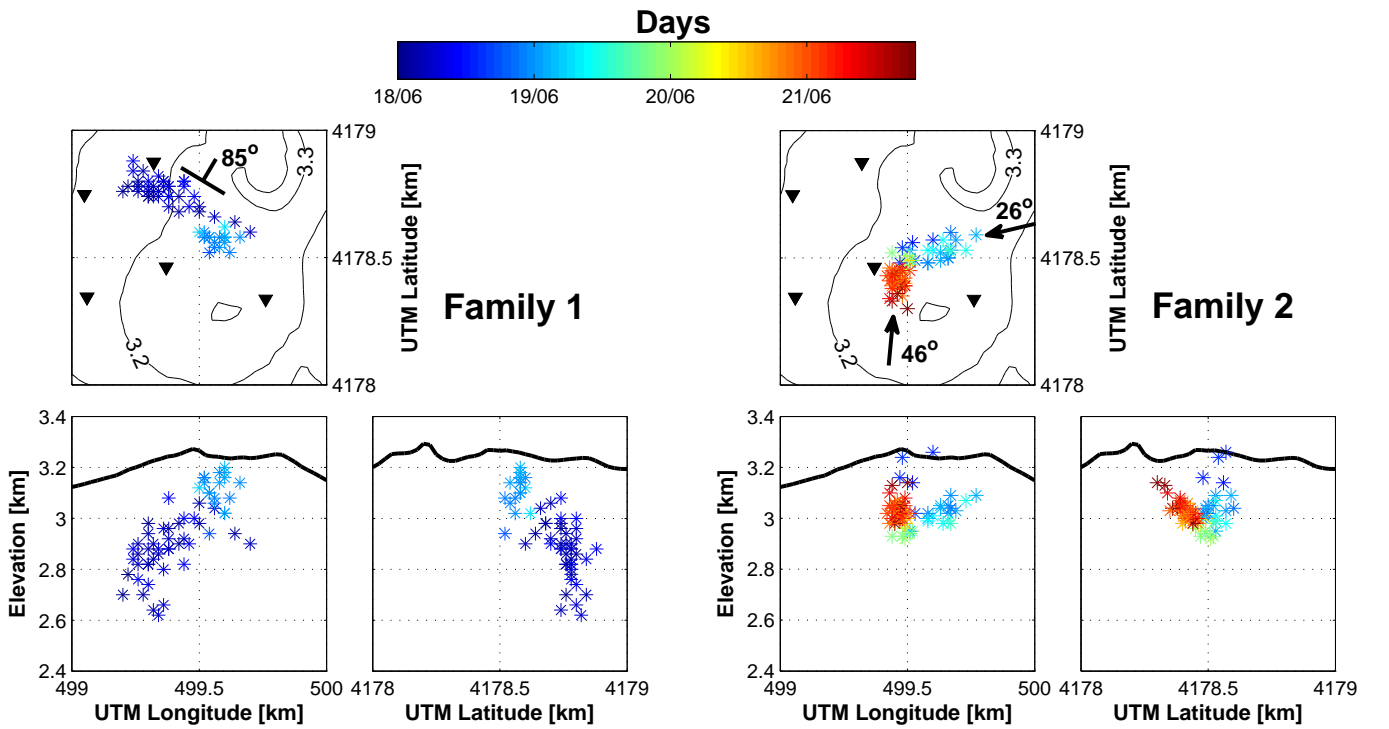 Days
18/06 19/06 20/06 21/06
4179 4179
85o 3.3 3.3
26o
UTM Latitude [km] UTM Latitude [km]
4178.5 4178.5
Family 1 Family 2
3.2 3.2 46o
4178 4178
3.4 3.4
3.2 3.2
3 3
2.8 2.8
2.6 2.6
2.4 2.4
Elevation [km] Elevation [km]
499 499.5 500 4178 4178.5 4179 499 499.5 500 4178 4178.5 4179
UTM Longitude [km] UTM Latitude [km] UTM Longitude [km] UTM Latitude [km]